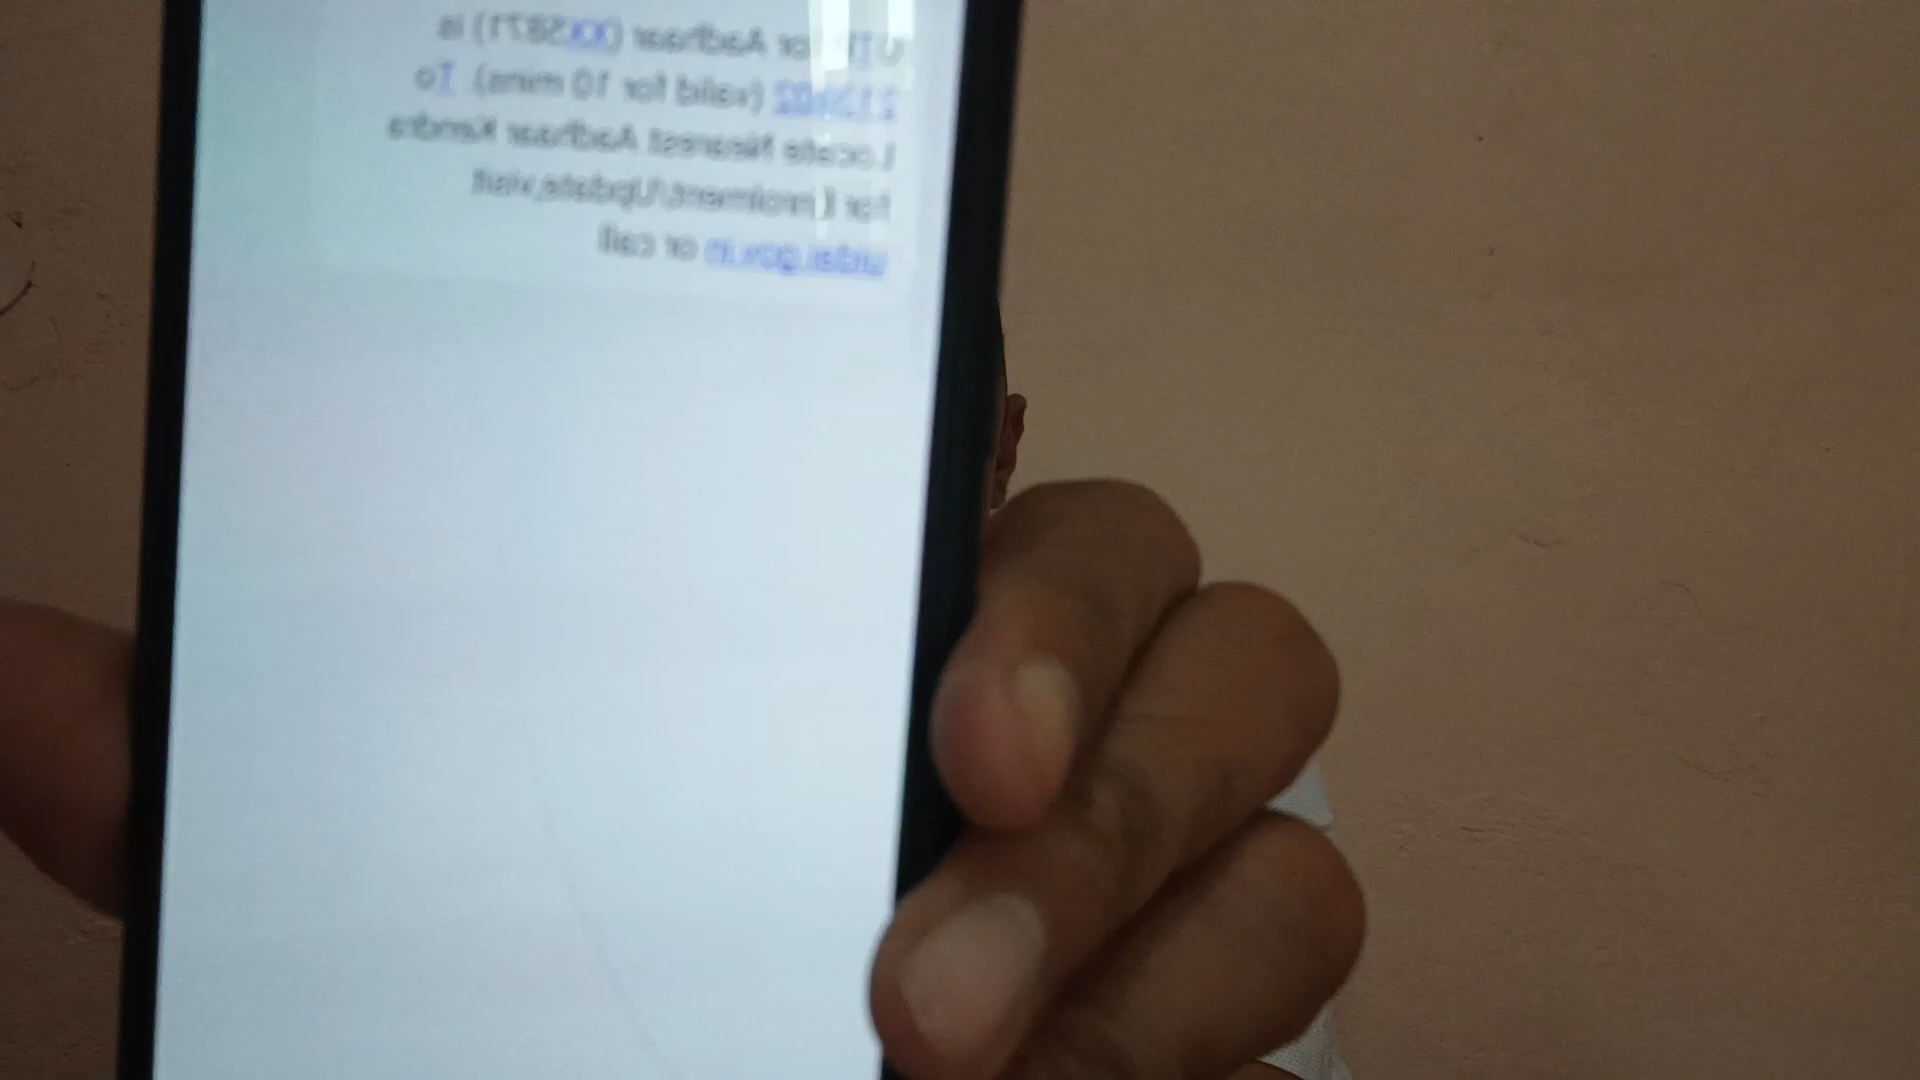 for Aadhaar is
(valid for 10 mins). To
Locate Nearest Aadhaar Kendra
for Enrolment/Update,visit
uidai.gov.in or call